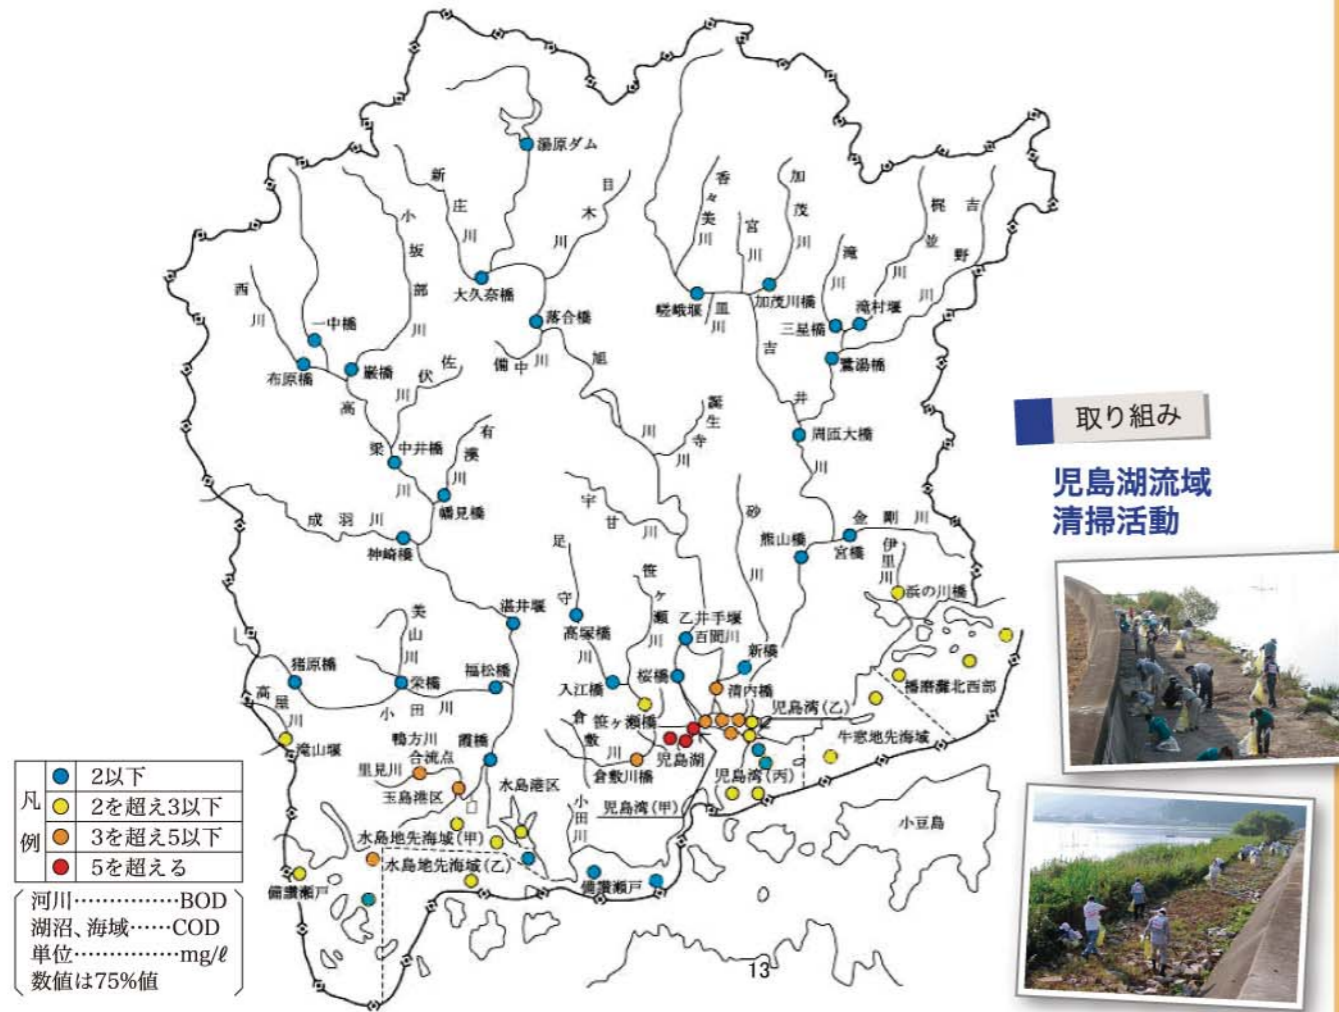 湯原ダム
新庄川
目木川
香々美川
宮川
加茂川
滝川
梶並川
吉野川
小坂部川
西川
大久奈橋
嵯峨堰
皿川
加茂川橋
三星橋
滝村堰
鷺湯橋
一中橋
布原橋
巌橋
落合橋
備中川
旭川
佐伏川
高梁川
中井橋
有漢川
幡見橋
誕生寺川
吉井川
周匝大橋
取り組み
児島湖流域
清掃活動
成羽川
神崎橋
宇甘川
砂川
熊山橋
金剛川
宮橋
伊里川
浜の川橋
足守川
高塚橋
笹ヶ瀬川
乙井手堰
百間川
新橋
美山川
湛井堰
猪原橋
栄橋
福松橋
小田川
高屋川
滝山堰
入江橋
桜橋
清内橋
笹ヶ瀬橋
倉敷川
倉敷川橋
児島湖
児島湾(乙)
児島湾(丙)
児島湾(甲)
播磨灘北西部
牛窓地先海域
鴨方川
合流点
里見川
霞橋
玉島港区
水島港区
水島地先海域(甲)
水島地先海域(乙)
小田川
備讃瀬戸
備讃瀬戸
小豆島
凡例
2以下
2を超え3以下
3を超え5以下
5を超える
河川……………BOD
湖沼、海域……COD
単位……………mg/ℓ
数値は75%値
13